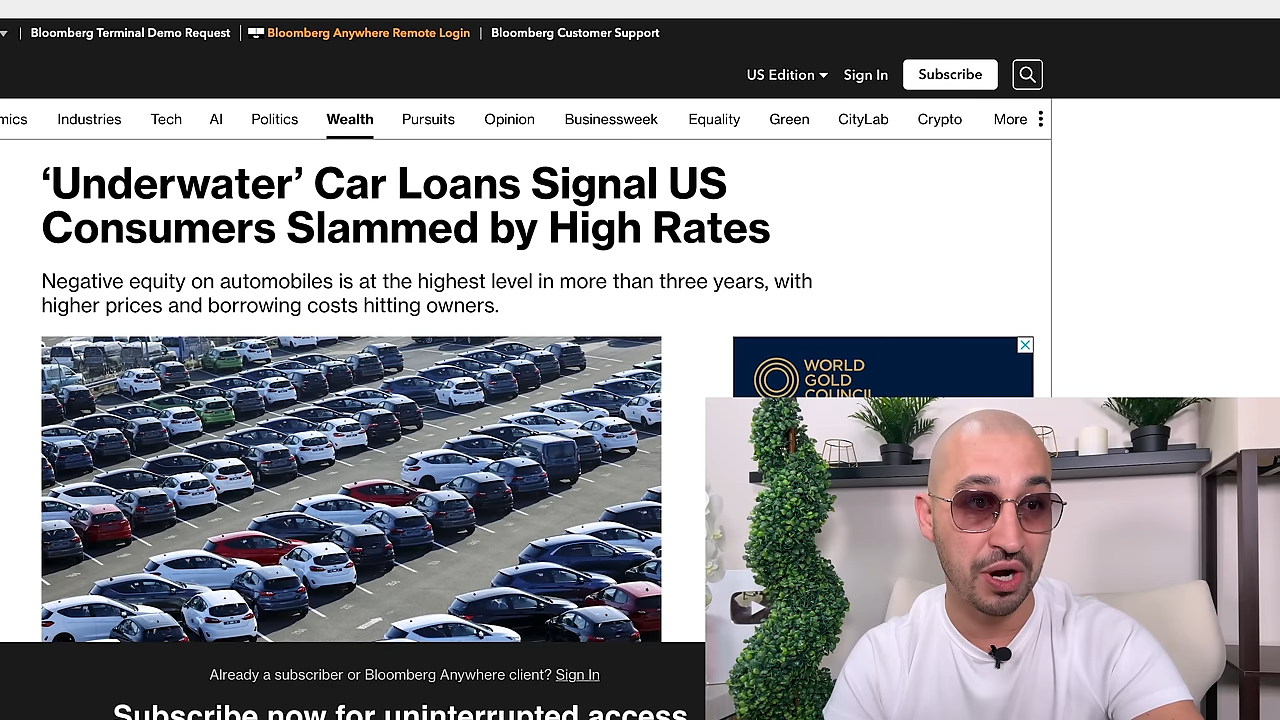 Bloomberg Terminal Demo Request
Bloomberg Anywhere Remote Login
Bloomberg Customer Support
US Edition
Sign In
Subscribe
Industries
Tech
AI
Politics
Wealth
Pursuits
Opinion
Businessweek
Equality
Green
CityLab
Crypto
More
‘Underwater’ Car Loans Signal US
Consumers Slammed by High Rates
Negative equity on automobiles is at the highest level in more than three years, with
higher prices and borrowing costs hitting owners.
WORLD
GOLD
COUNCIL
Already a subscriber or Bloomberg Anywhere client? Sign In
Subscribe now for uninterrupted access